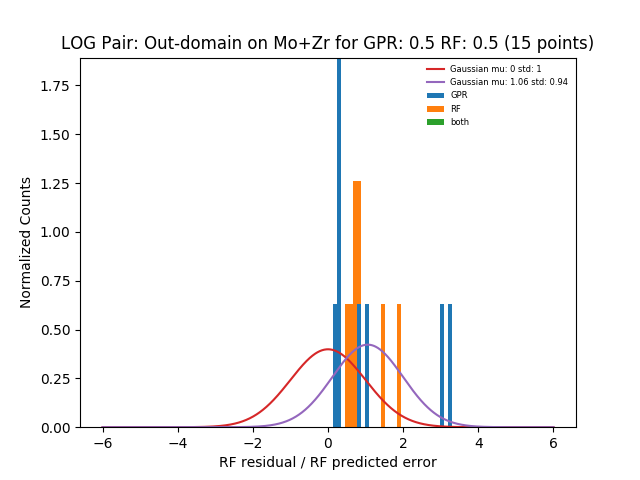 LOG Pair: Out-domain on Mo+Zr for GPR: 0.5 RF: 0.5 (15 points)
Gaussian mu: 0 std: 1
Gaussian mu: 1.06 std: 0.94
GPR
RF
both
1.75
1.50
1.25
1.00
0.75
0.50
0.25
0.00
Normalized Counts
−6 −4 −2 0 2 4 6
RF residual / RF predicted error